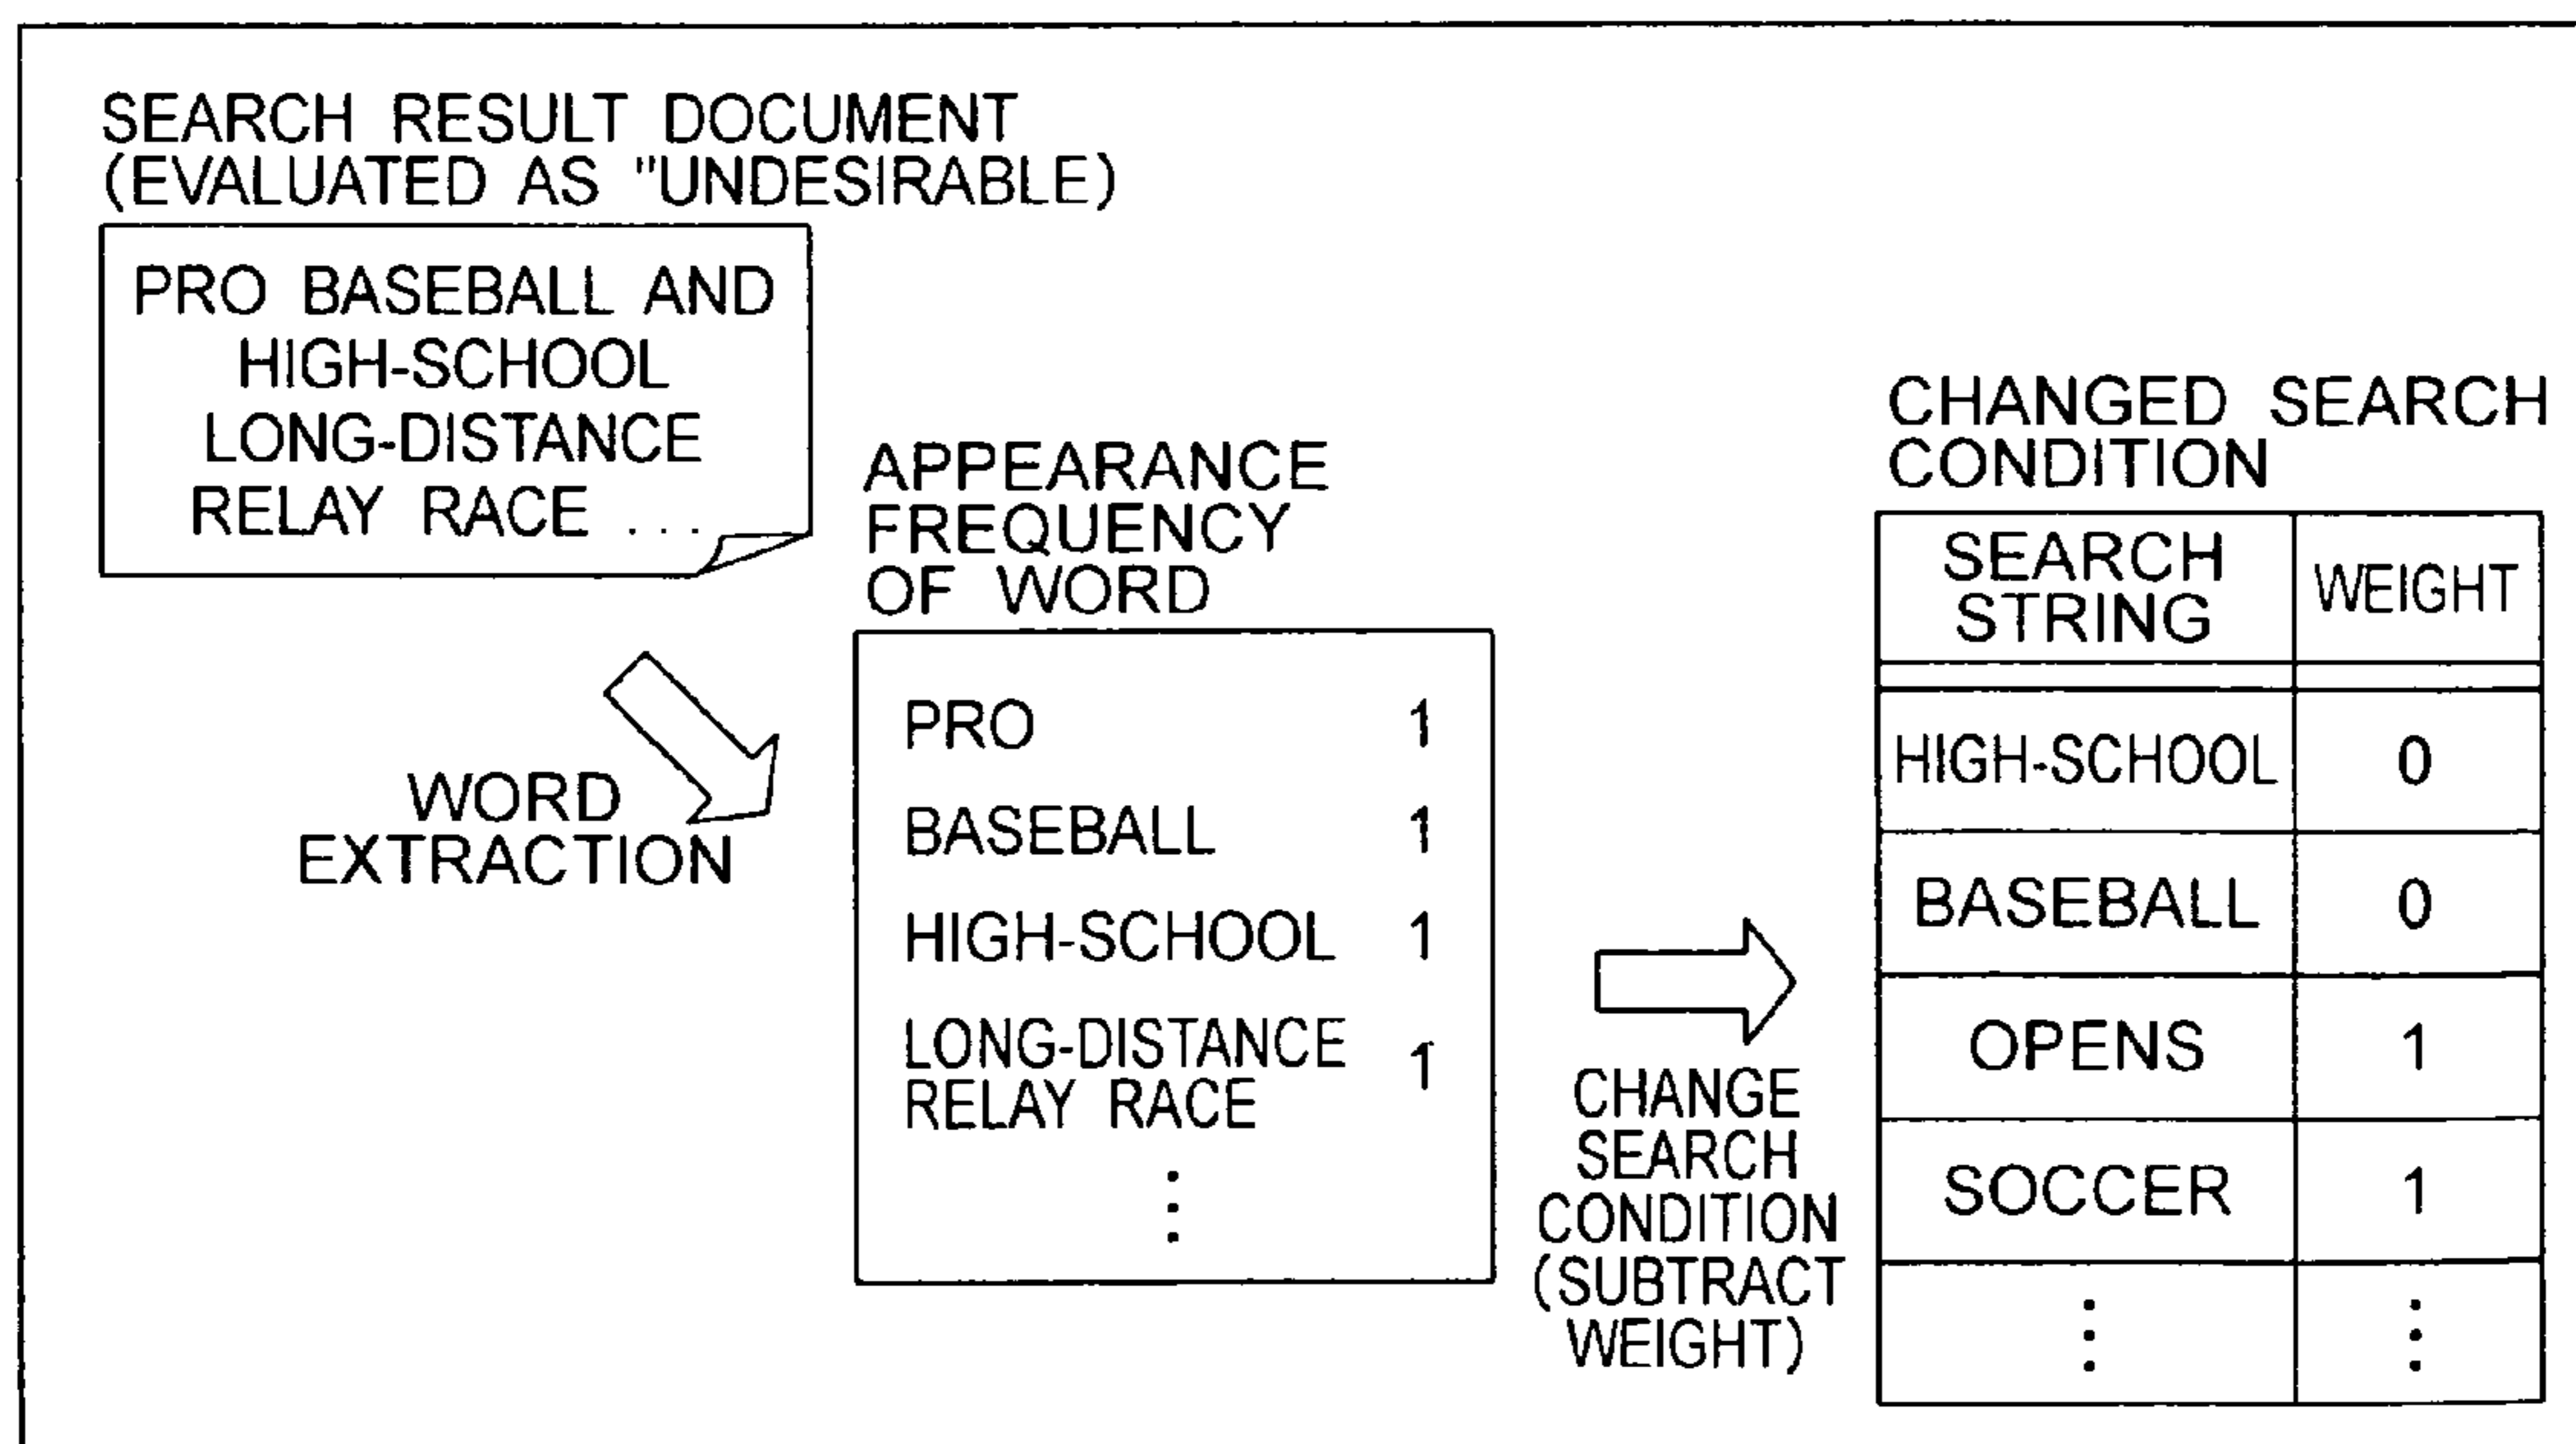 SEARCH RESULT DOCUMENT
(EVALUATED AS "UNDESIRABLE)
PRO BASEBALL AND
HIGH-SCHOOL
LONG-DISTANCE
RELAY RACE ...
WORD
EXTRACTION
APPEARANCE
FREQUENCY
OF WORD
PRO 1
BASEBALL 1
HIGH-SCHOOL 1
LONG-DISTANCE
RELAY RACE 1
⋮
CHANGE
SEARCH
CONDITION
(SUBTRACT
WEIGHT)
CHANGED SEARCH
CONDITION
SEARCH
STRING
WEIGHT
HIGH-SCHOOL 0
BASEBALL 0
OPENS 1
SOCCER 1
⋮ ⋮